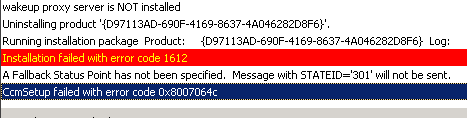 wakeup proxy server is NOT installed
Uninstalling product '{D97113AD-690F-4169-8637-4A046282D8F6}'.
Running installation package  Product:    {D97113AD-690F-4169-8637-4A046282D8F6}  Log:
Installation failed with error code 1612
A Fallback Status Point has not been specified.  Message with STATEID='301' will not be sent.
CcmSetup failed with error code 0x8007064c